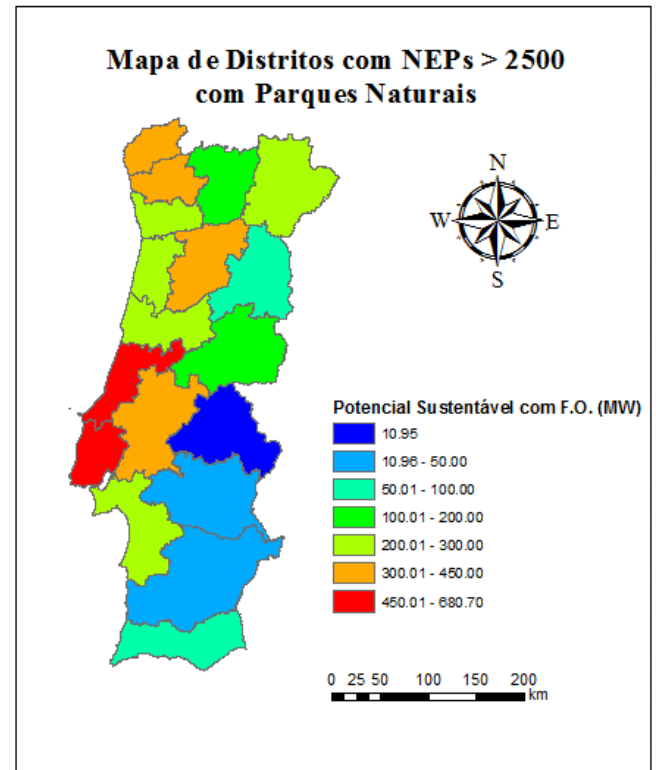 Mapa de Distritos com NEPs > 2500
com Parques Naturais
N
W E
S
Potencial Sustentável com F.O. (MW)
10.95
10.96 - 50.00
50.01 - 100.00
100.01 - 200.00
200.01 - 300.00
300.01 - 450.00
450.01 - 680.70
0 25 50 100 150 200
km